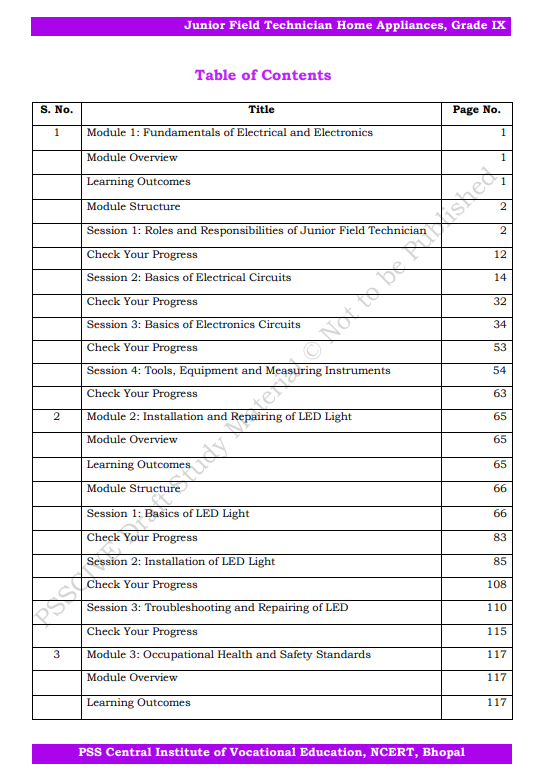 Junior Field Technician Home Appliances, Grade IX
Table of Contents
S. No. Title Page No.
1 Module 1: Fundamentals of Electrical and Electronics 1
Module Overview 1
Learning Outcomes 1
Module Structure 2
Session 1: Roles and Responsibilities of Junior Field Technician 2
Check Your Progress 12
Session 2: Basics of Electrical Circuits 14
Check Your Progress 32
Session 3: Basics of Electronics Circuits 34
Check Your Progress 53
Session 4: Tools, Equipment and Measuring Instruments 54
Check Your Progress 63
2 Module 2: Installation and Repairing of LED Light 65
Module Overview 65
Learning Outcomes 65
Module Structure 66
Session 1: Basics of LED Light 66
Check Your Progress 83
Session 2: Installation of LED Light 85
Check Your Progress 108
Session 3: Troubleshooting and Repairing of LED 110
Check Your Progress 115
3 Module 3: Occupational Health and Safety Standards 117
Module Overview 117
Learning Outcomes 117
PSSCIVE Draft Study Material © Not to be Published
PSS Central Institute of Vocational Education, NCERT, Bhopal